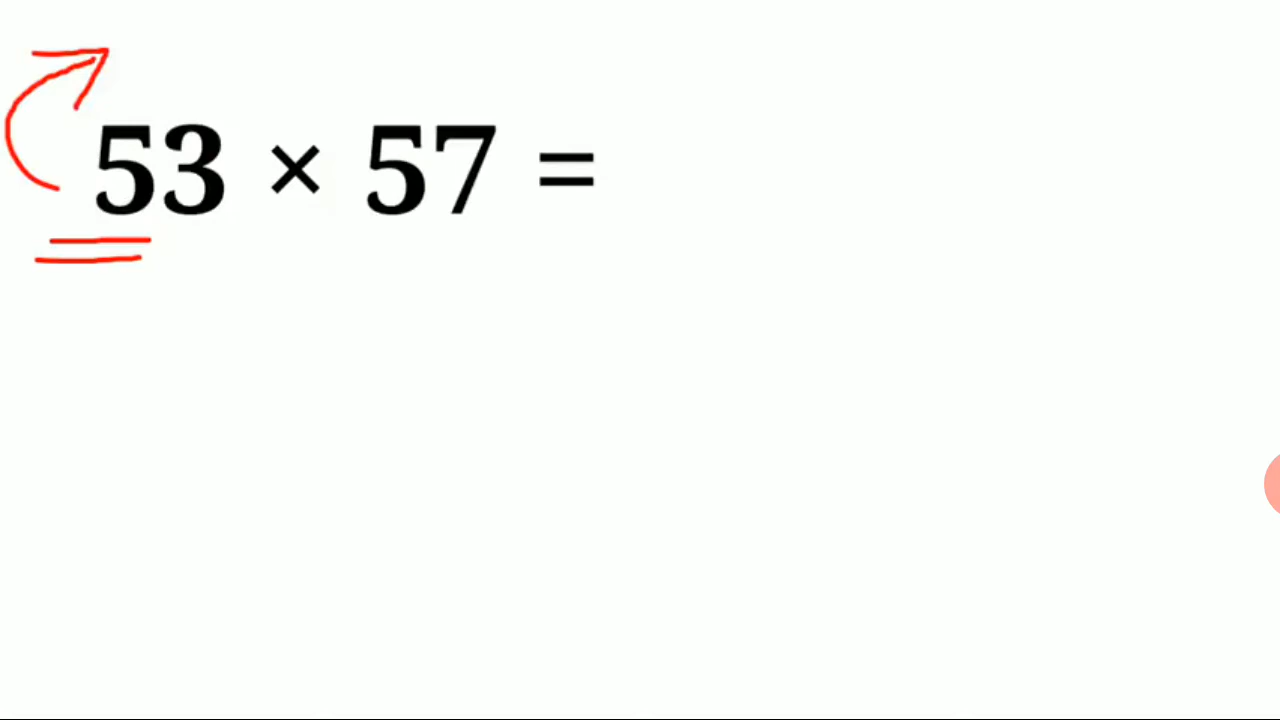 53 × 57 =